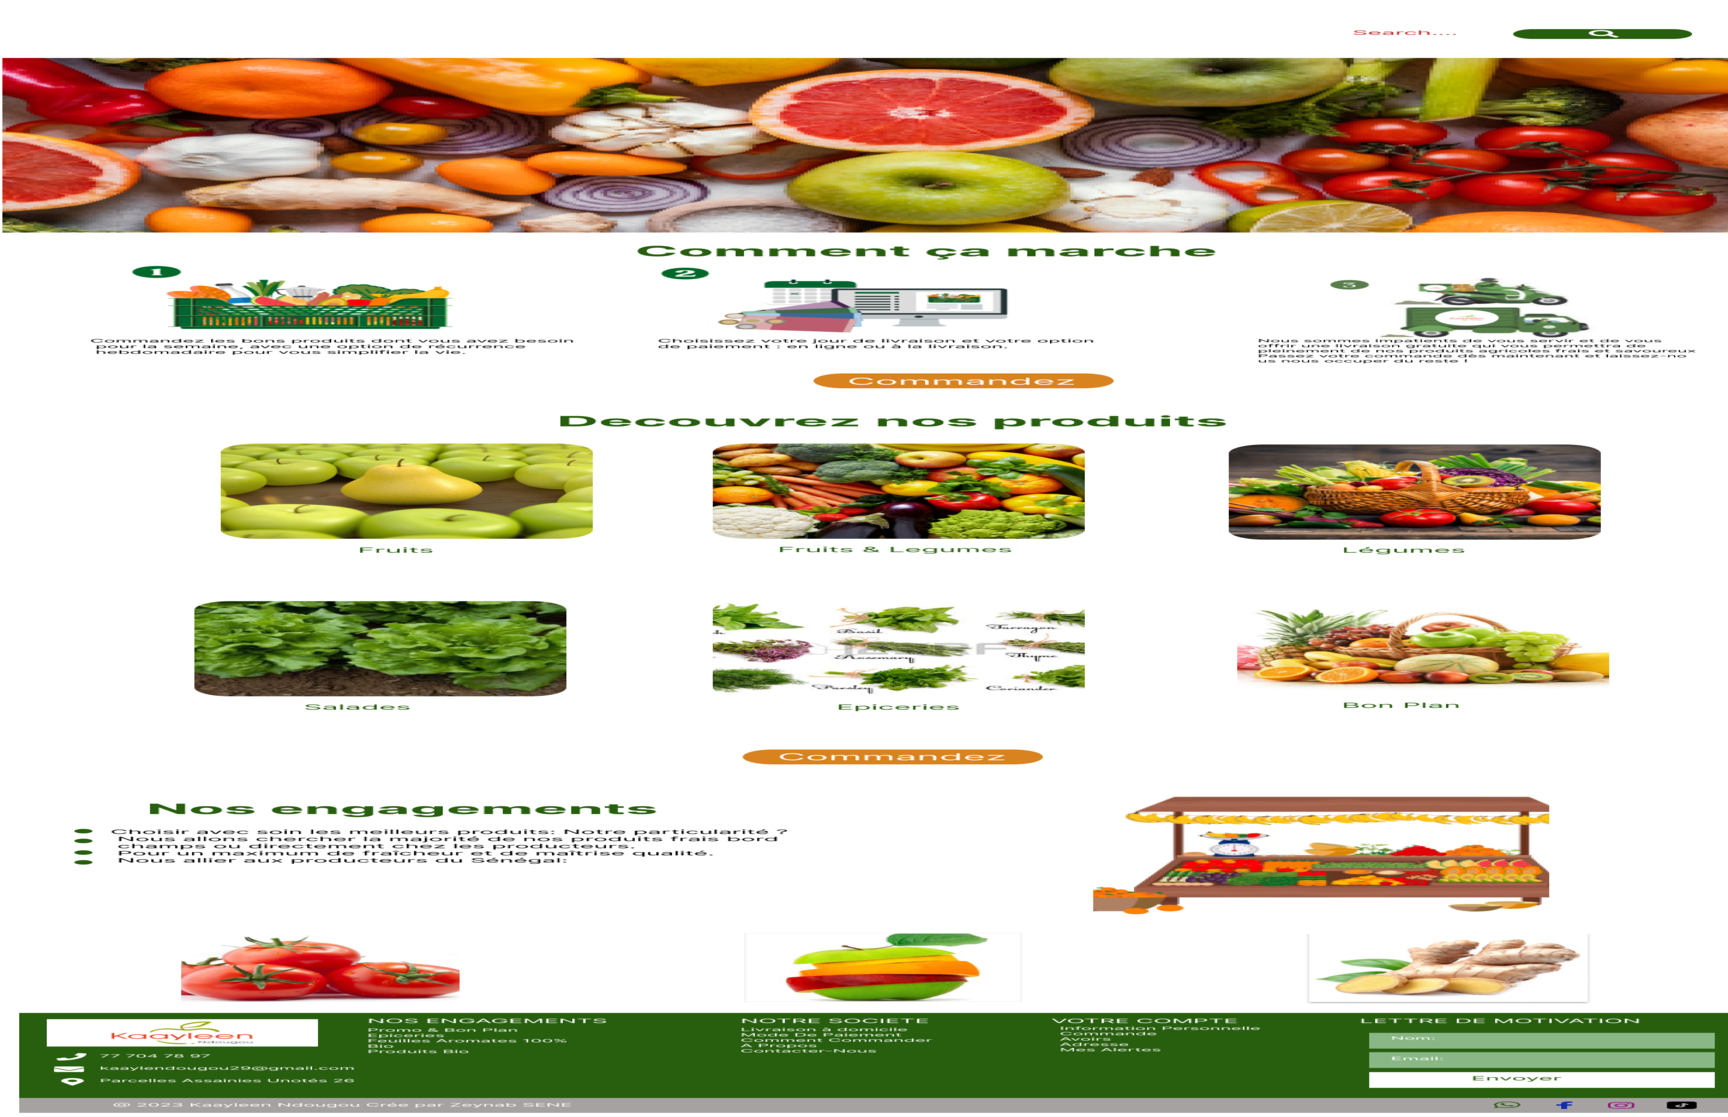 Search....
Comment ça marche
1
2
3
Commandez les bons produits dont vous avez besoin
pour la semaine, avec une option de récurrence
hebdomadaire pour vous simplifier la vie.
Choisissez votre jour de livraison et votre option
de paiement : en ligne ou à la livraison.
Nous sommes impatients de vous servir et de vous
offrir une livraison gratuite qui vous permettra de
pleinement de nos produits agricoles frais et savoureux
Passez votre commande dès maintenant et laissez-no
us nous occuper du reste !
Commandez
Decouvrez nos produits
Fruits
Fruits & Legumes
Légumes
Basil
Tarragon
Rosemary
Thyme
Parsley
Coriander
Salades
Epiceries
Bon Plan
Commandez
Nos engagements
Choisir avec soin les meilleurs produits: Notre particularité ?
Nous allons chercher la majorité de nos produits frais bord
champs ou directement chez les producteurs.
Pour un maximum de fraîcheur et de maîtrise qualité.
Nous allier aux producteurs du Sénégal:
Kaayleen
Ndougou
77 704 78 97
kaaylendougou29@gmail.com
Parcelles Assainies Unotés 26
NOS ENGAGEMENTS
Promo & Bon Plan
Epiceries
Feuilles Aromates 100%
Bio
Produits Bio
NOTRE SOCIETE
Livraison à domicile
Mode De Paiement
Comment Commander
A Propos
Contacter-Nous
VOTRE COMPTE
Information Personnelle
Commande
Avoirs
Adresse
Mes Alertes
LETTRE DE MOTIVATION
Nom:
Email:
Envoyer
© 2023 Kaayleen Ndougou Crée par Zeynab SENE